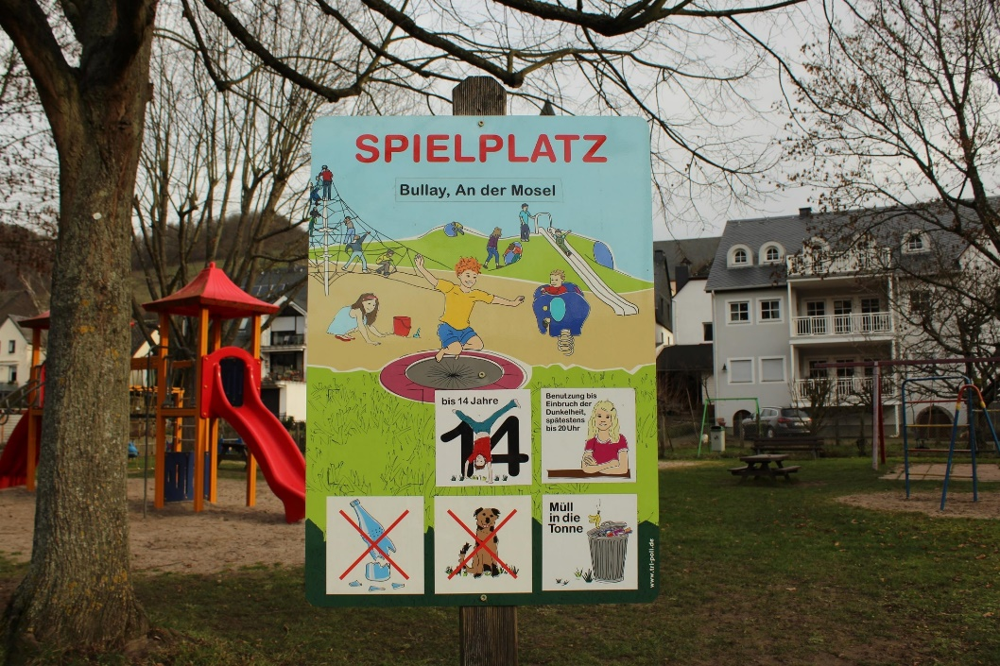 SPIELPLATZ
Bullay, An der Mosel
bis 14 Jahre
14
Benutzung bis
Einbruch der
Dunkelheit,
spätestens
bis 20 Uhr
Müll
in die
Tonne
www.tri-poli.de